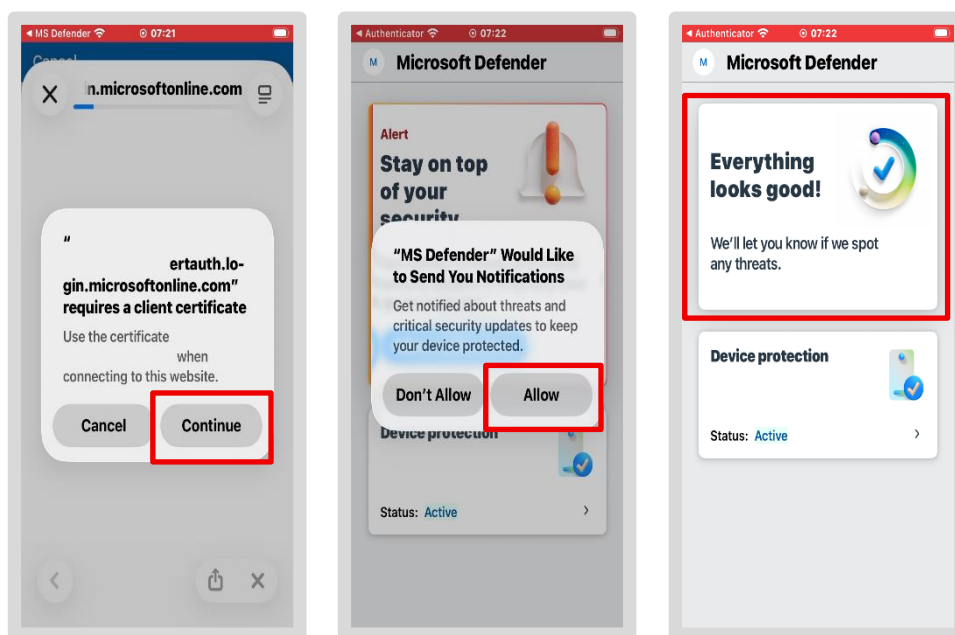 MS Defender
07:21
Cancel
n.microsoftonline.com
"
ertauth.lo-
gin.microsoftonline.com"
requires a client certificate
Use the certificate
when
connecting to this website.
Cancel
Continue
Authenticator
07:22
M
Microsoft Defender
Alert
Stay on top
of your
security
"MS Defender" Would Like
to Send You Notifications
Get notified about threats and
critical security updates to keep
your device protected.
Don't Allow
Allow
Device protection
Status: Active
Authenticator
07:22
M
Microsoft Defender
Everything
looks good!
We'll let you know if we spot
any threats.
Device protection
Status: Active